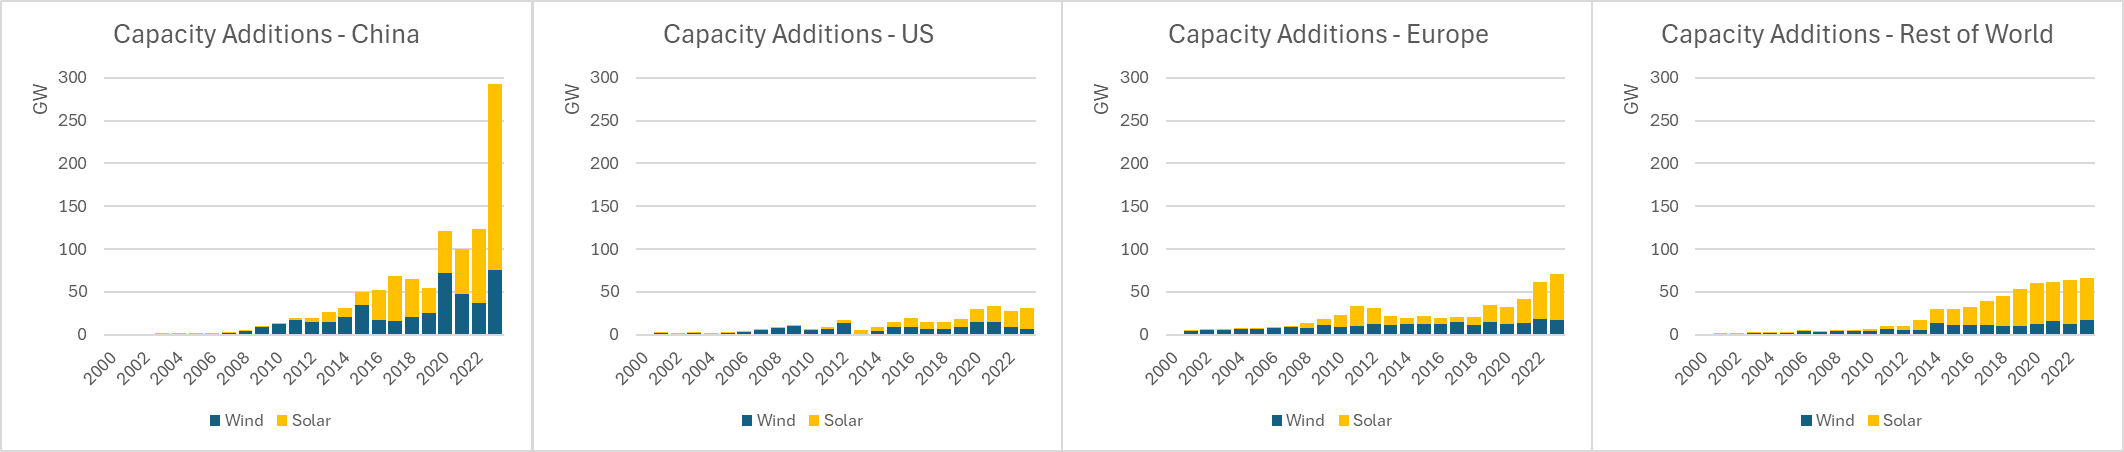 Capacity Additions - China
GW
300
250
200
150
100
50
0
2000 2002 2004 2006 2008 2010 2012 2014 2016 2018 2020 2022
Wind Solar
Capacity Additions - US
GW
300
250
200
150
100
50
0
2000 2002 2004 2006 2008 2010 2012 2014 2016 2018 2020 2022
Wind Solar
Capacity Additions - Europe
GW
300
250
200
150
100
50
0
2000 2002 2004 2006 2008 2010 2012 2014 2016 2018 2020 2022
Wind Solar
Capacity Additions - Rest of World
GW
300
250
200
150
100
50
0
2000 2002 2004 2006 2008 2010 2012 2014 2016 2018 2020 2022
Wind Solar